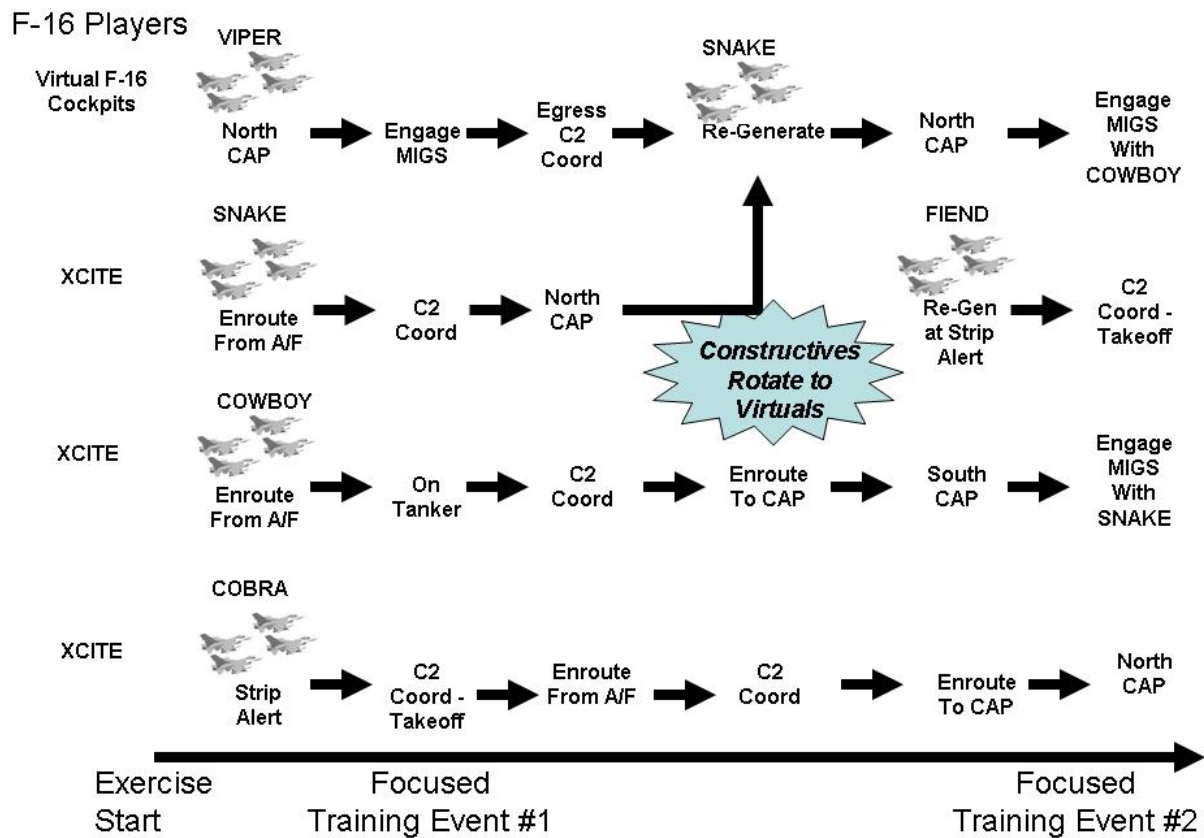 F-16 Players
VIPER
SNAKE
Virtual F-16
Cockpits
North
CAP
Engage
MIGS
Egress
C2
Coord
Re-Generate
North
CAP
Engage
MIGS
With
COWBOY
SNAKE
FIEND
XCITE
Enroute
From A/F
C2
Coord
North
CAP
Re-Gen
at Strip
Alert
C2
Coord -
Takeoff
Constructives
Rotate to
Virtuals
COWBOY
XCITE
Enroute
From A/F
On
Tanker
C2
Coord
Enroute
To CAP
South
CAP
Engage
MIGS
With
SNAKE
COBRA
XCITE
Strip
Alert
C2
Coord -
Takeoff
Enroute
From A/F
C2
Coord
Enroute
To CAP
North
CAP
Exercise
Start
Focused
Training Event #1
Focused
Training Event #2